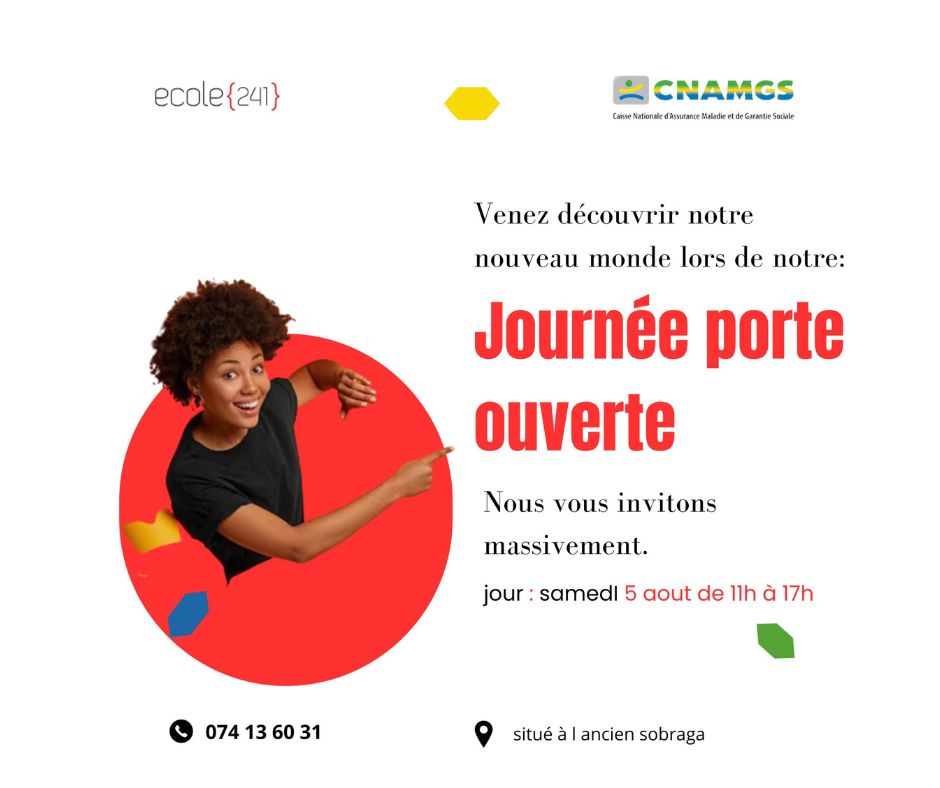 ecole{241}
CNAMGS
Caisse Nationale d'Assurance Maladie et de Garantie Sociale
Venez découvrir notre
nouveau monde lors de notre:
Journée porte
ouverte
Nous vous invitons
massivement.
jour : samedI 5 aout de 11h à 17h
074 13 60 31
situé à l ancien sobraga